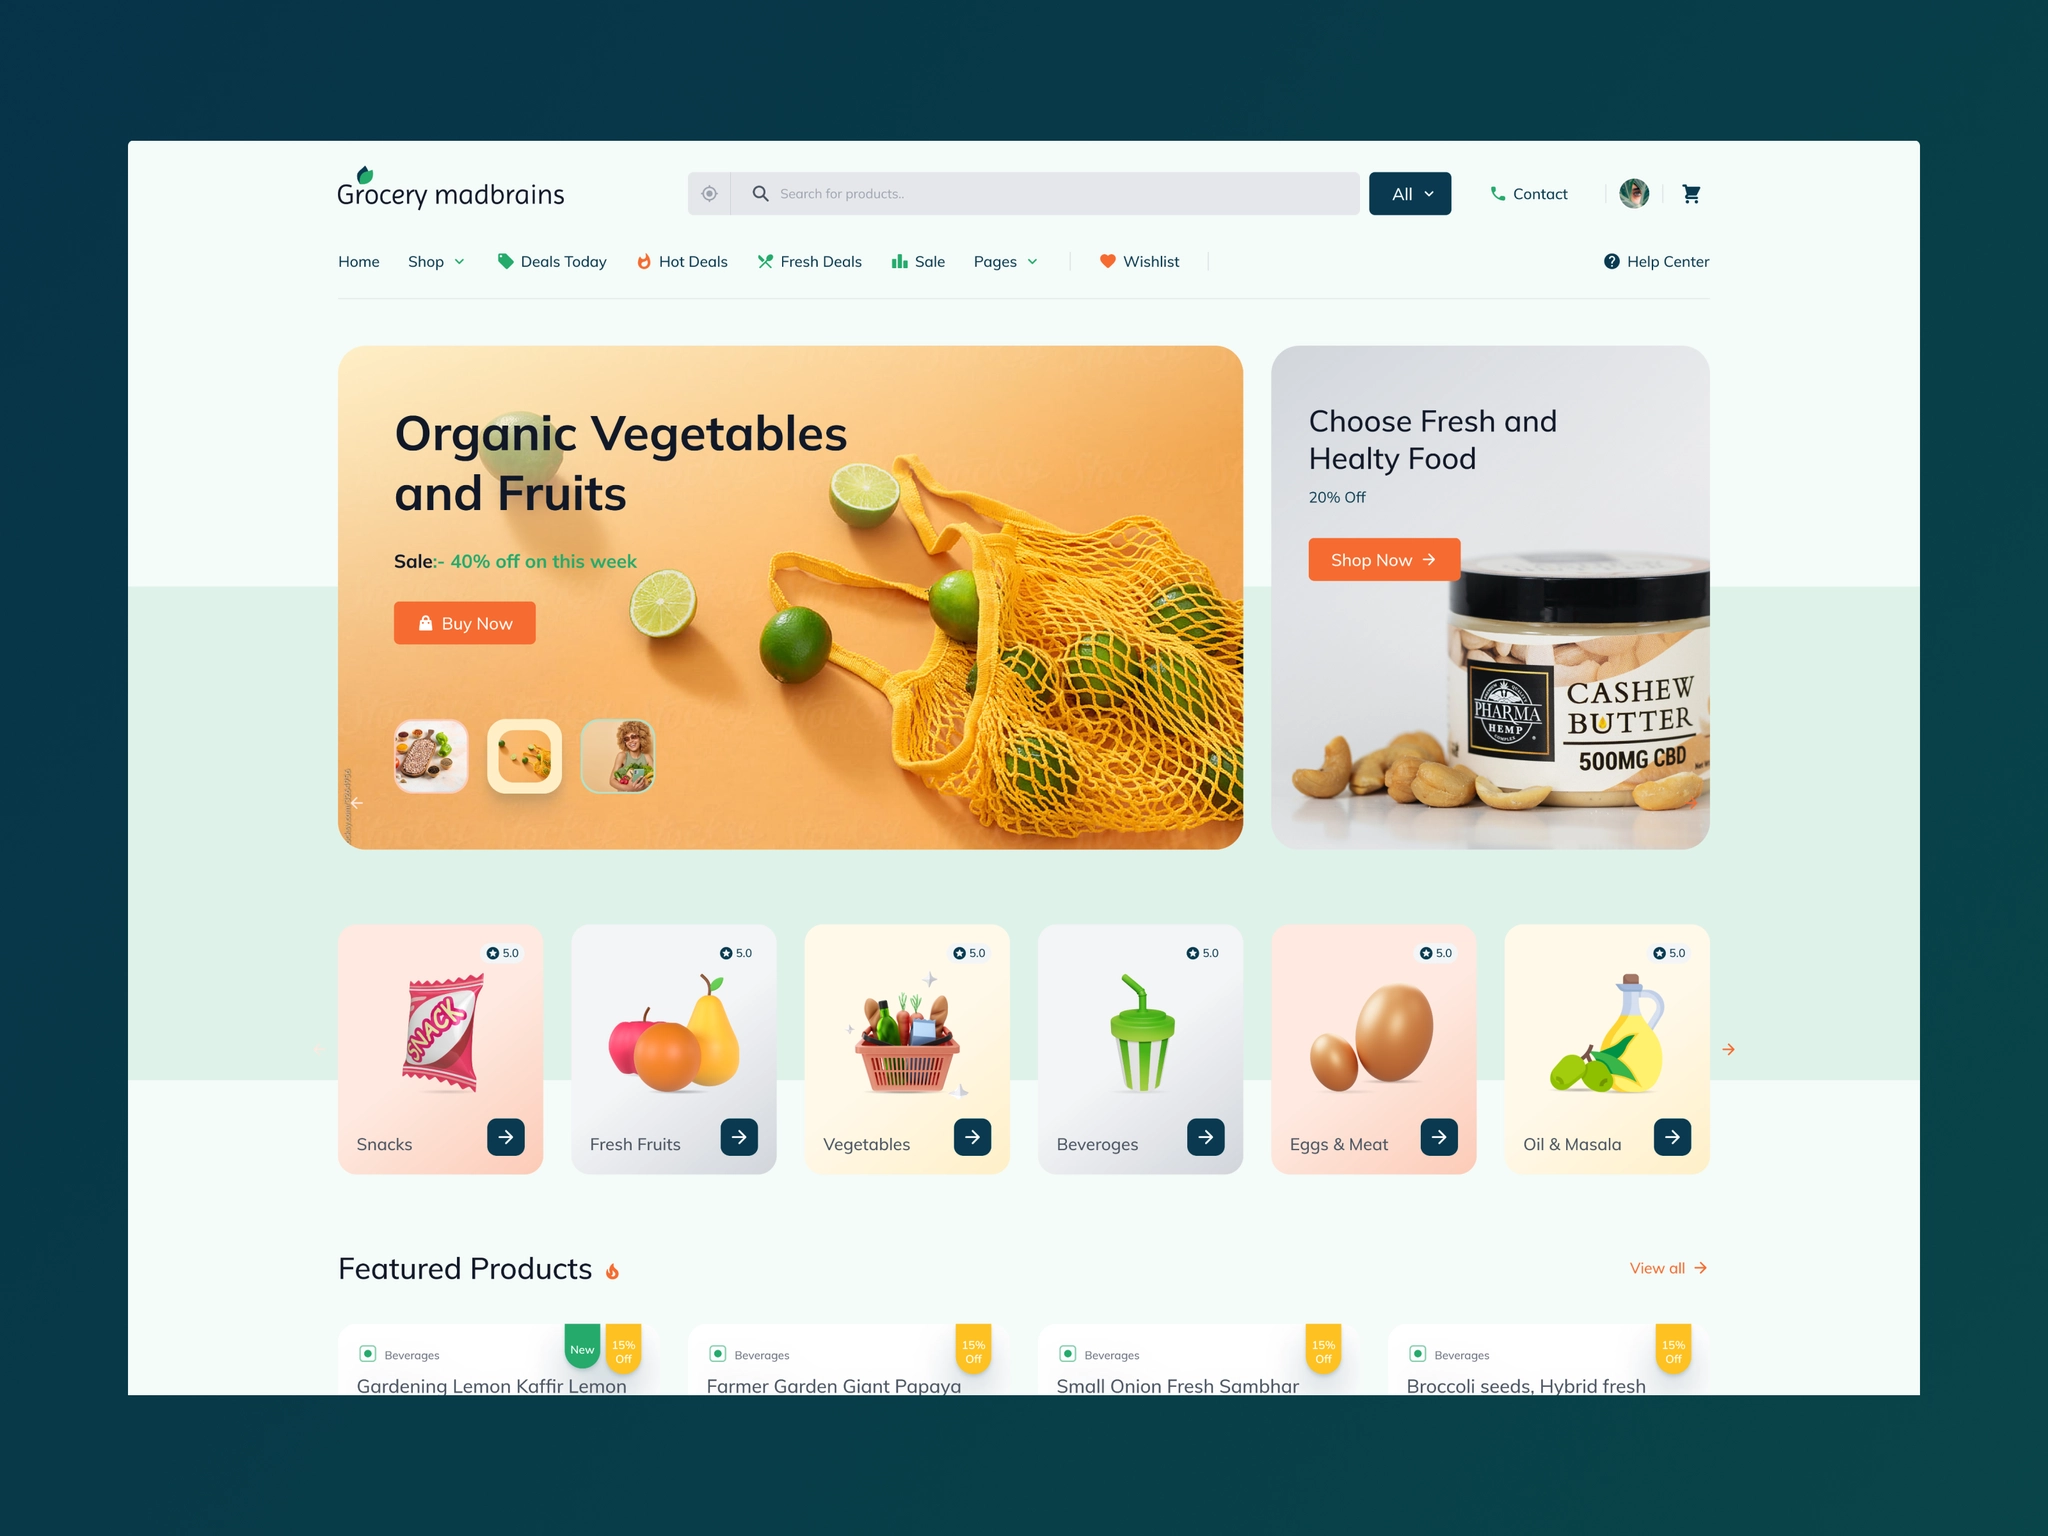 Grocery madbrains
Search for products..
All
Contact
Home
Shop
Deals Today
Hot Deals
Fresh Deals
Sale
Pages
Wishlist
Help Center
Organic Vegetables
and Fruits
Sale:- 40% off on this week
Buy Now
Choose Fresh and
Healty Food
20% Off
Shop Now
PHARMA
HEMP
COMPLEX
CASHEW
BUTTER
500MG CBD
5.0
SNACK
Snacks
5.0
Fresh Fruits
5.0
Vegetables
5.0
Beveroges
5.0
Eggs & Meat
5.0
Oil & Masala
Featured Products
View all
Beverages
New
15%
Off
Gardening Lemon Kaffir Lemon
Beverages
15%
Off
Farmer Garden Giant Papaya
Beverages
15%
Off
Small Onion Fresh Sambhar
Beverages
15%
Off
Broccoli seeds, Hybrid fresh